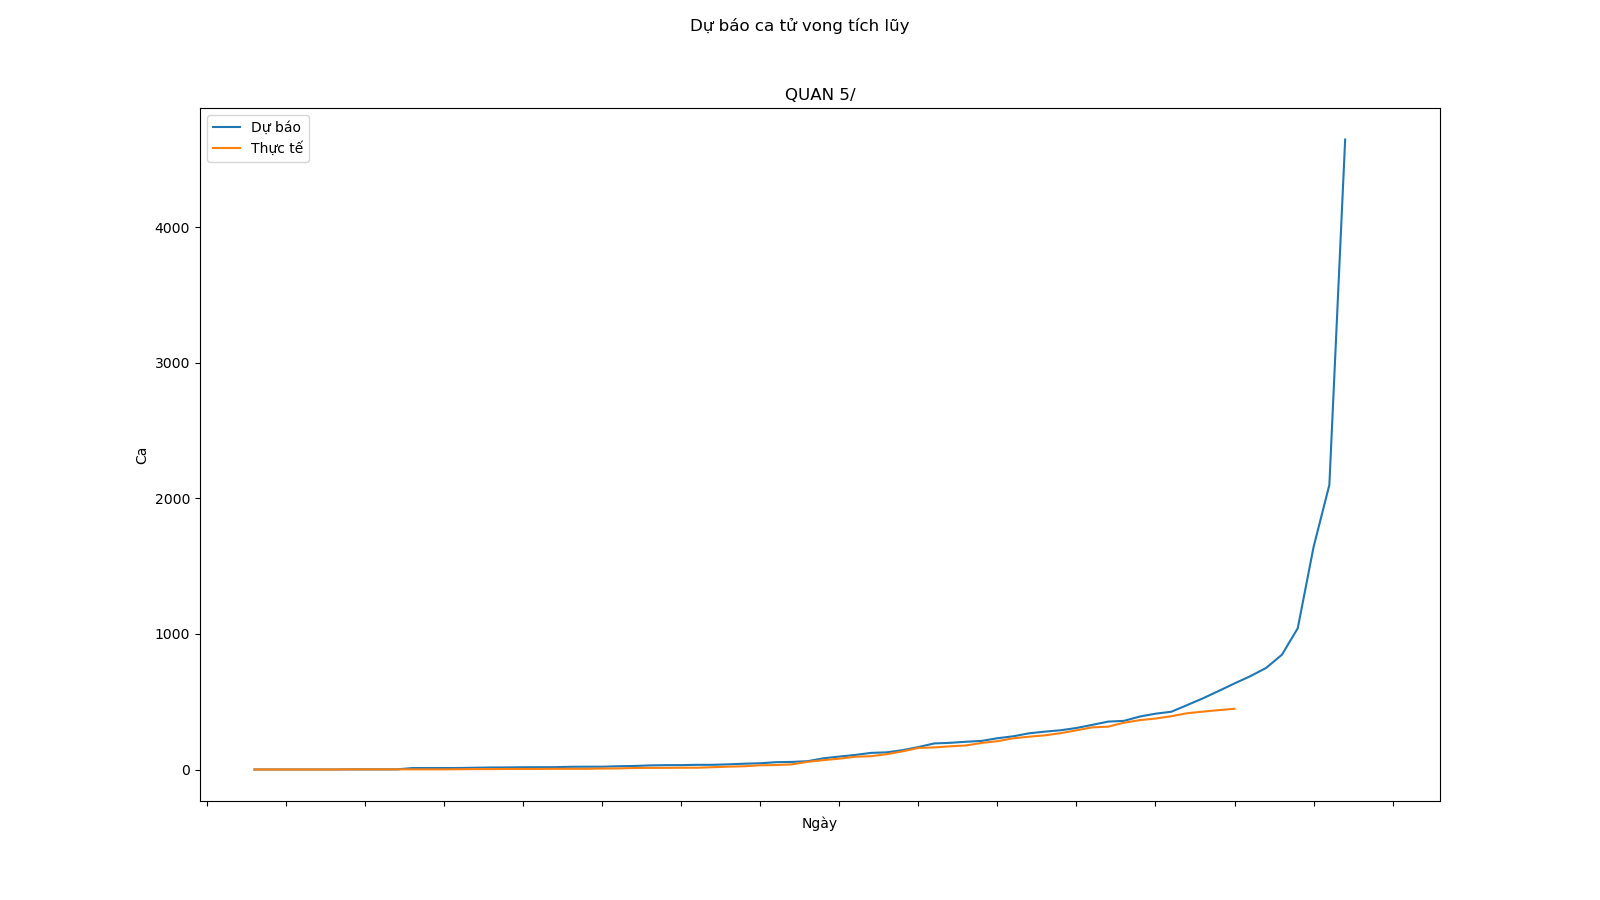 Dự báo ca tử vong tích lũy
QUAN 5/
Dự báo
Thực tế
4000
3000
2000
1000
0
Ca
Ngày